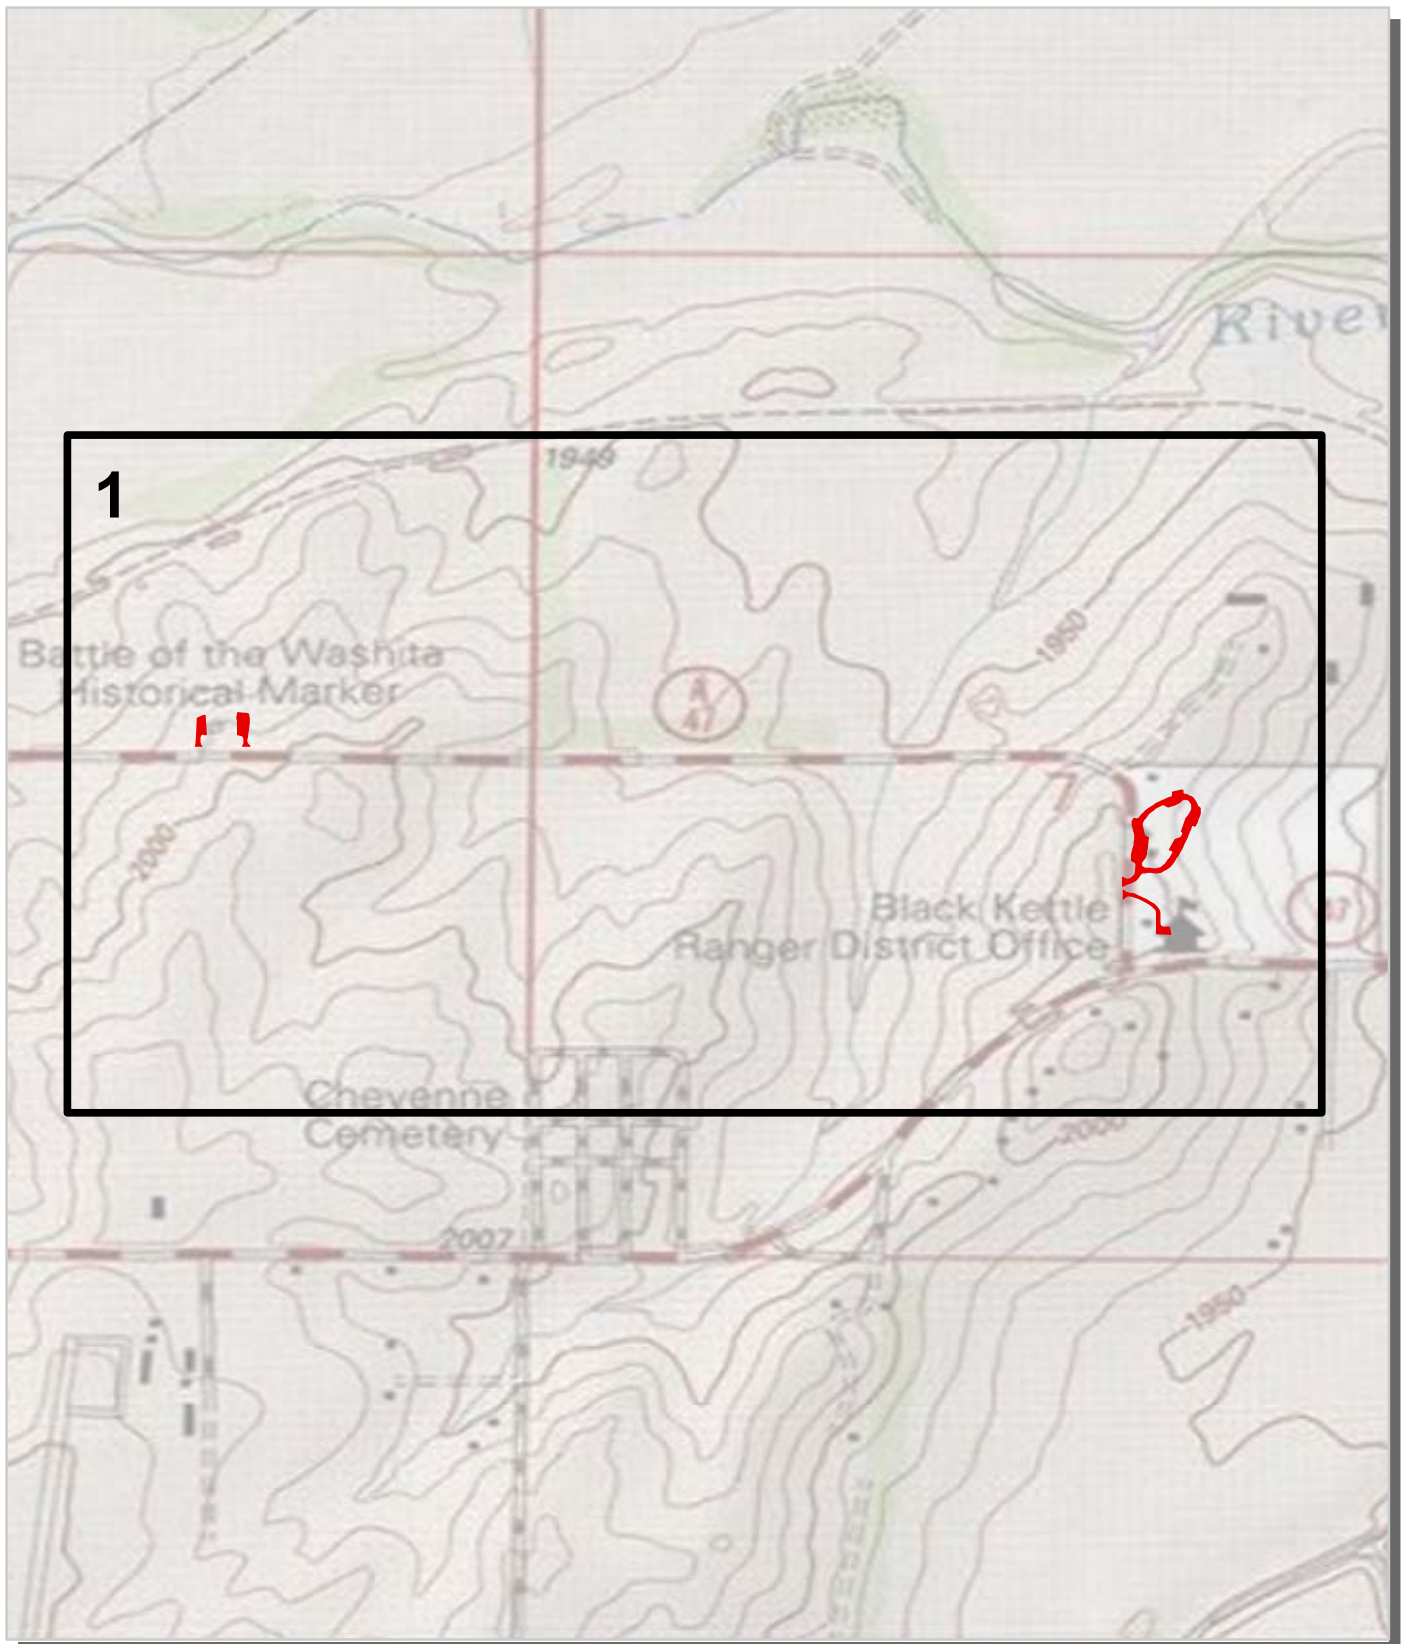 River
1
1949
Battle of the Washita
Historical Marker
1950
A
47
7
2000
Black Kettle
Ranger District Office
47
Cheyenne
Cemetery
2000
2007
1950